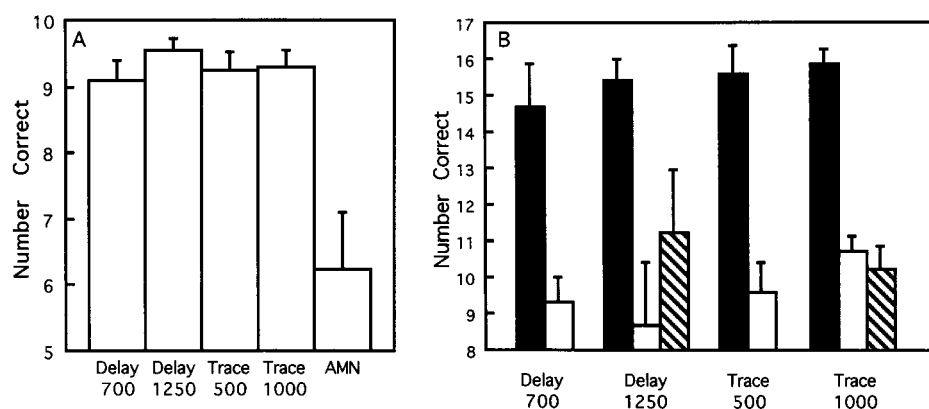 A
Number Correct
10
9
8
7
6
5
Delay Delay Trace Trace AMN
700 1250 500 1000
B
Number Correct
17
16
15
14
13
12
11
10
9
8
Delay Delay Trace Trace
700 1250 500 1000